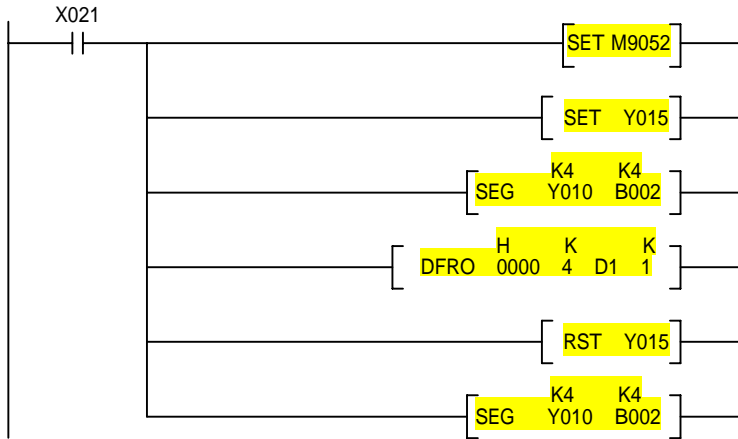 X021
SET M9052
SET Y015
K4 K4
SEG Y010 B002
H K K
DFRO 0000 4 D1 1
RST Y015
K4 K4
SEG Y010 B002